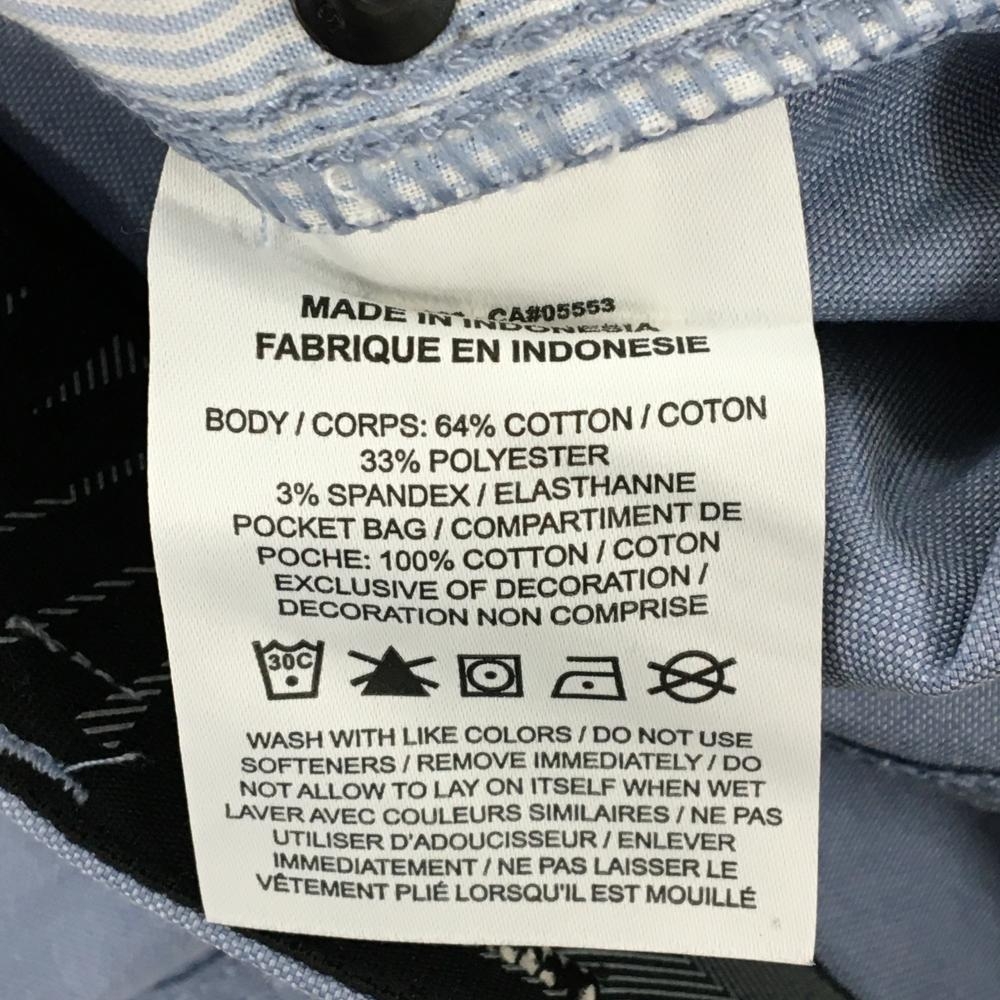 CA#05553
MADE IN INDONESIA
FABRIQUE EN INDONESIE
BODY / CORPS: 64% COTTON / COTON
33% POLYESTER
3% SPANDEX / ELASTHANNE
POCKET BAG / COMPARTIMENT DE
POCHE: 100% COTTON / COTON
EXCLUSIVE OF DECORATION /
DECORATION NON COMPRISE
30C
WASH WITH LIKE COLORS / DO NOT USE
SOFTENERS / REMOVE IMMEDIATELY / DO
NOT ALLOW TO LAY ON ITSELF WHEN WET
LAVER AVEC COULEURS SIMILAIRES / NE PAS
UTILISER D'ADOUCISSEUR / ENLEVER
IMMEDIATEMENT / NE PAS LAISSER LE
VÊTEMENT PLIÉ LORSQU'IL EST MOUILLÉ